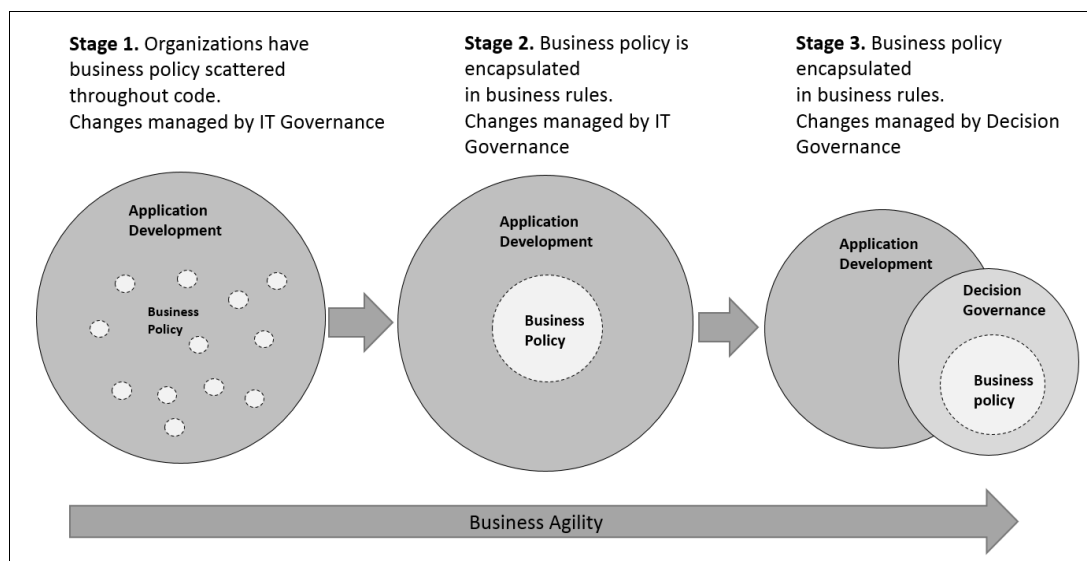 Stage 1. Organizations have
business policy scattered
throughout code.
Changes managed by IT Governance
Stage 2. Business policy is
encapsulated
in business rules.
Changes managed by IT
Governance
Stage 3. Business policy
encapsulated
in business rules.
Changes managed by Decision
Governance
Application
Development
Business
Policy
Application
Development
Business
Policy
Application
Development
Decision
Governance
Business
policy
Business Agility